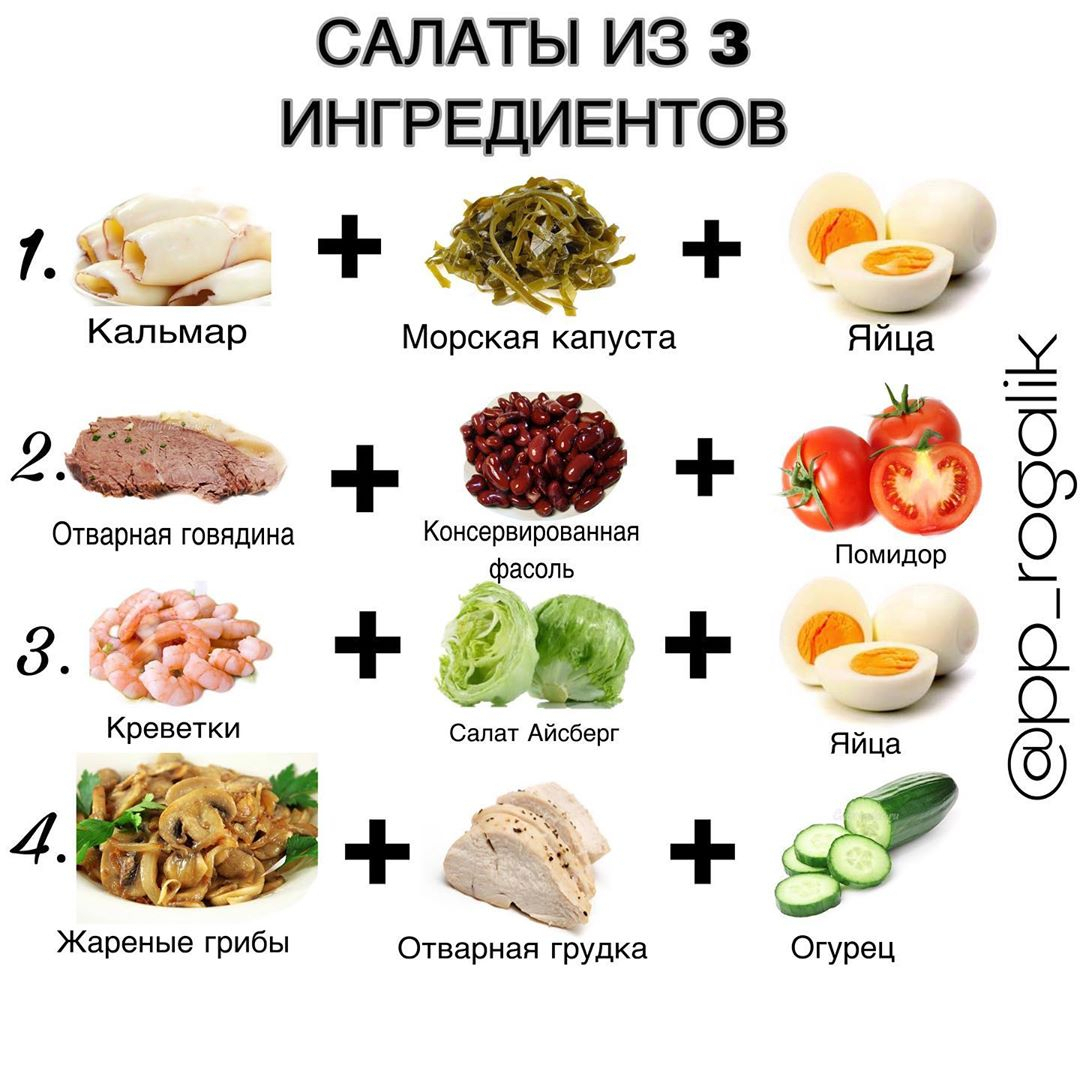 САЛАТЫ ИЗ 3
ИНГРЕДИЕНТОВ
1.
Кальмар
+
Морская капуста
+
Яйца
2.
Отварная говядина
+
Консервированная
фасоль
+
Помидор
3.
Креветки
+
Салат Айсберг
+
Яйца
4.
Жареные грибы
+
Отварная грудка
+
Огурец
@pp_rogalik